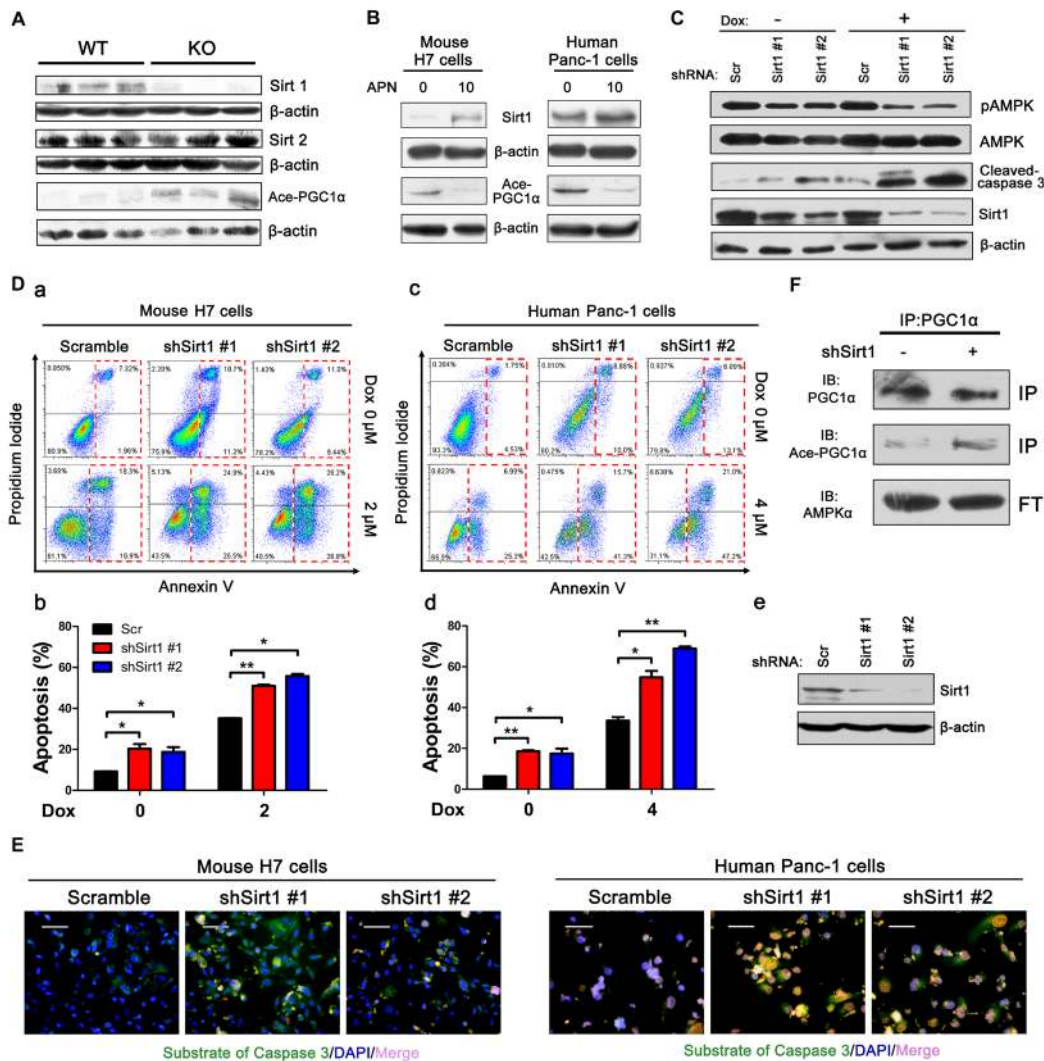 A
WT KO
Sirt 1
β-actin
Sirt 2
β-actin
Ace-PGC1α
β-actin
B
Mouse H7 cells
Human Panc-1 cells
APN 0 10 0 10
Sirt1
β-actin
Ace-PGC1α
β-actin
C
Dox: - +
shRNA: Scr Sirt1 #1 Sirt1 #2 Scr Sirt1 #1 Sirt1 #2
pAMPK
AMPK
Cleaved-caspase 3
Sirt1
β-actin
D
a
Mouse H7 cells
Scramble shSirt1 #1 shSirt1 #2
Propidium Iodide
Dox 0 μM
2 μM
Annexin V
b
Apoptosis (%)
80
60
40
20
0
Scr
shSirt1 #1
shSirt1 #2
* * ** *
Dox 0 2
c
Human Panc-1 cells
Scramble shSirt1 #1 shSirt1 #2
Propidium Iodide
Dox 0 μM
4 μM
Annexin V
d
Apoptosis (%)
80
60
40
20
0
** * * **
Dox 0 4
F
IP:PGC1α
shSirt1 - +
IB: PGC1α IP
IB: Ace-PGC1α IP
IB: AMPKα FT
e
shRNA: Scr Sirt1 #1 Sirt1 #2
Sirt1
β-actin
E
Mouse H7 cells
Scramble shSirt1 #1 shSirt1 #2
Substrate of Caspase 3/DAPI/Merge
Human Panc-1 cells
Scramble shSirt1 #1 shSirt1 #2
Substrate of Caspase 3/DAPI/Merge